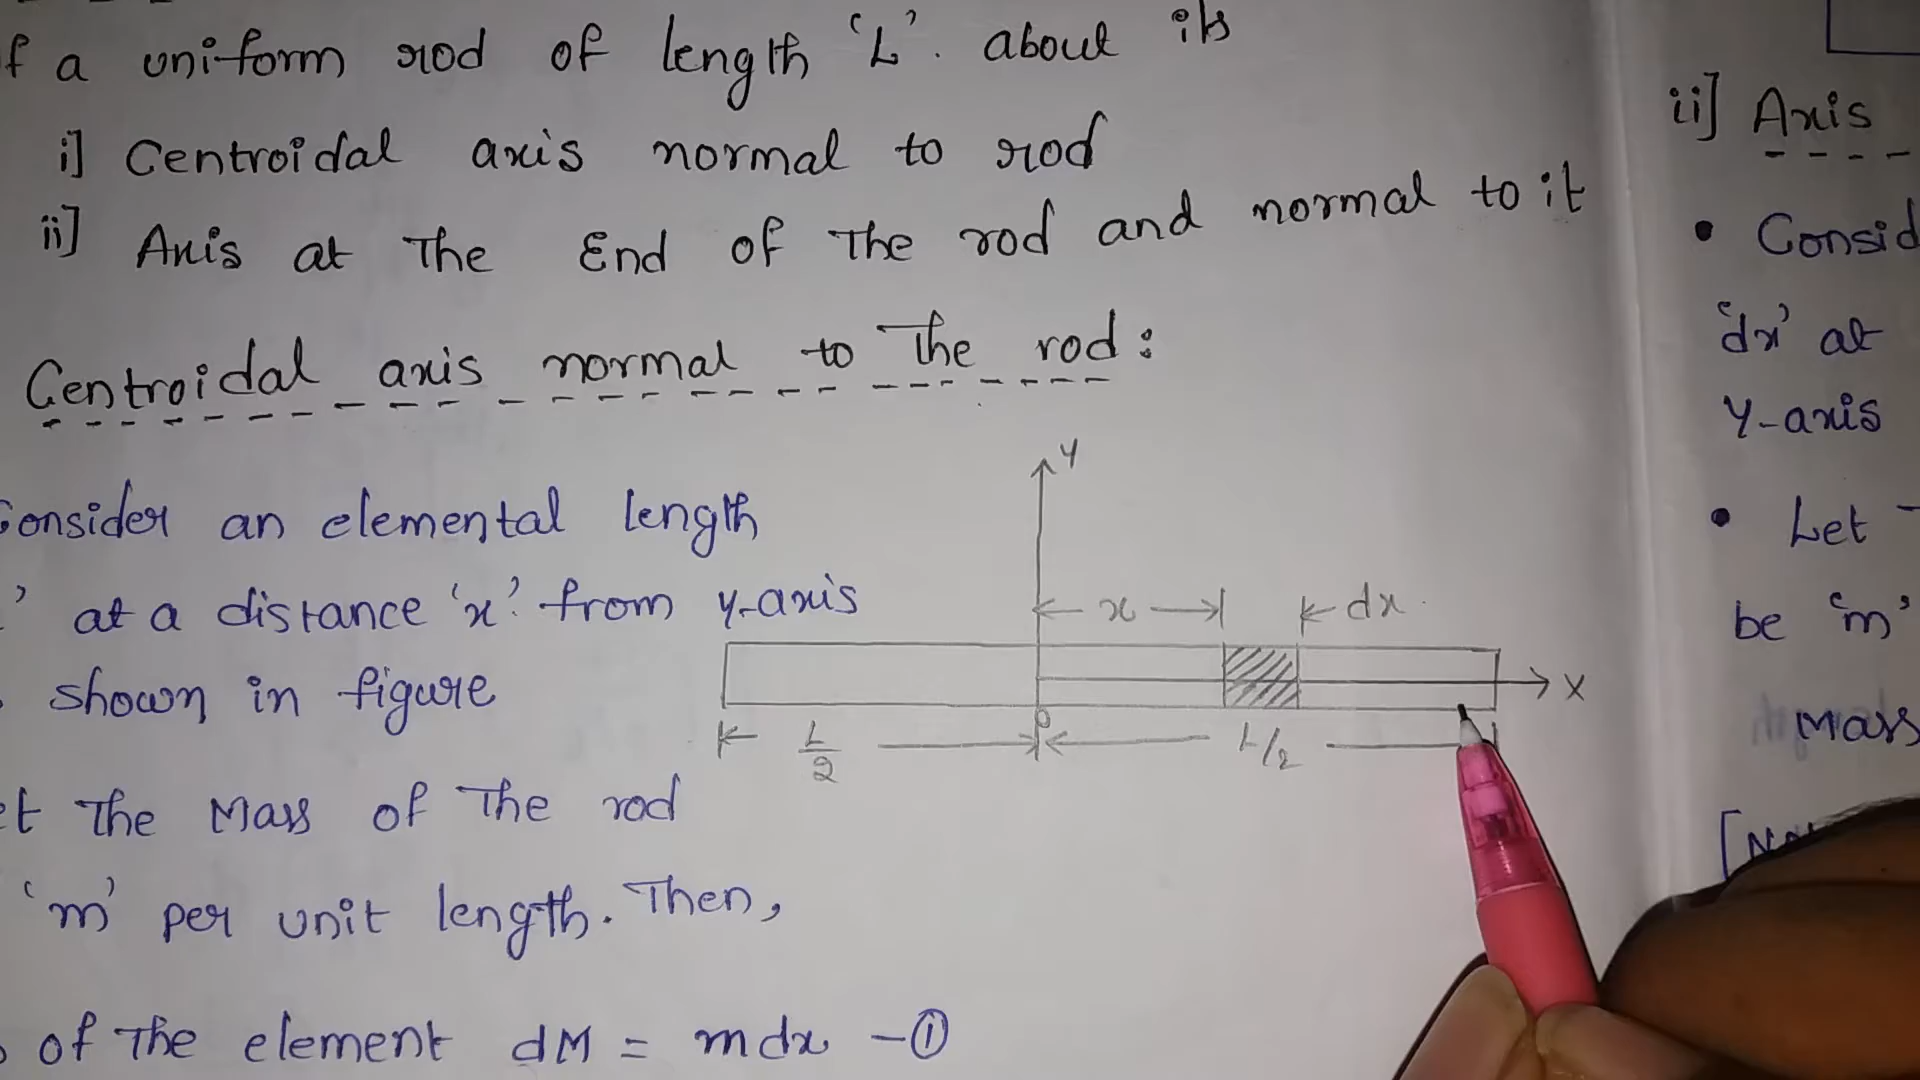 f a uniform rod of length 'L'. about its
i] Centroidal axis normal to rod
ii] Axis at The End of The rod and normal to it
Centroidal axis normal to The rod:
Consider an elemental length
' at a distance 'x' from y-axis
shown in figure
et The Mass of The rod
'm' per unit length. Then,
of The element dM = mdx -①
Y
x
dx
X
L/2
L/2
ii] Axis
• Consid
'dx' at
Y-axis
• Let
be 'm'
Mass